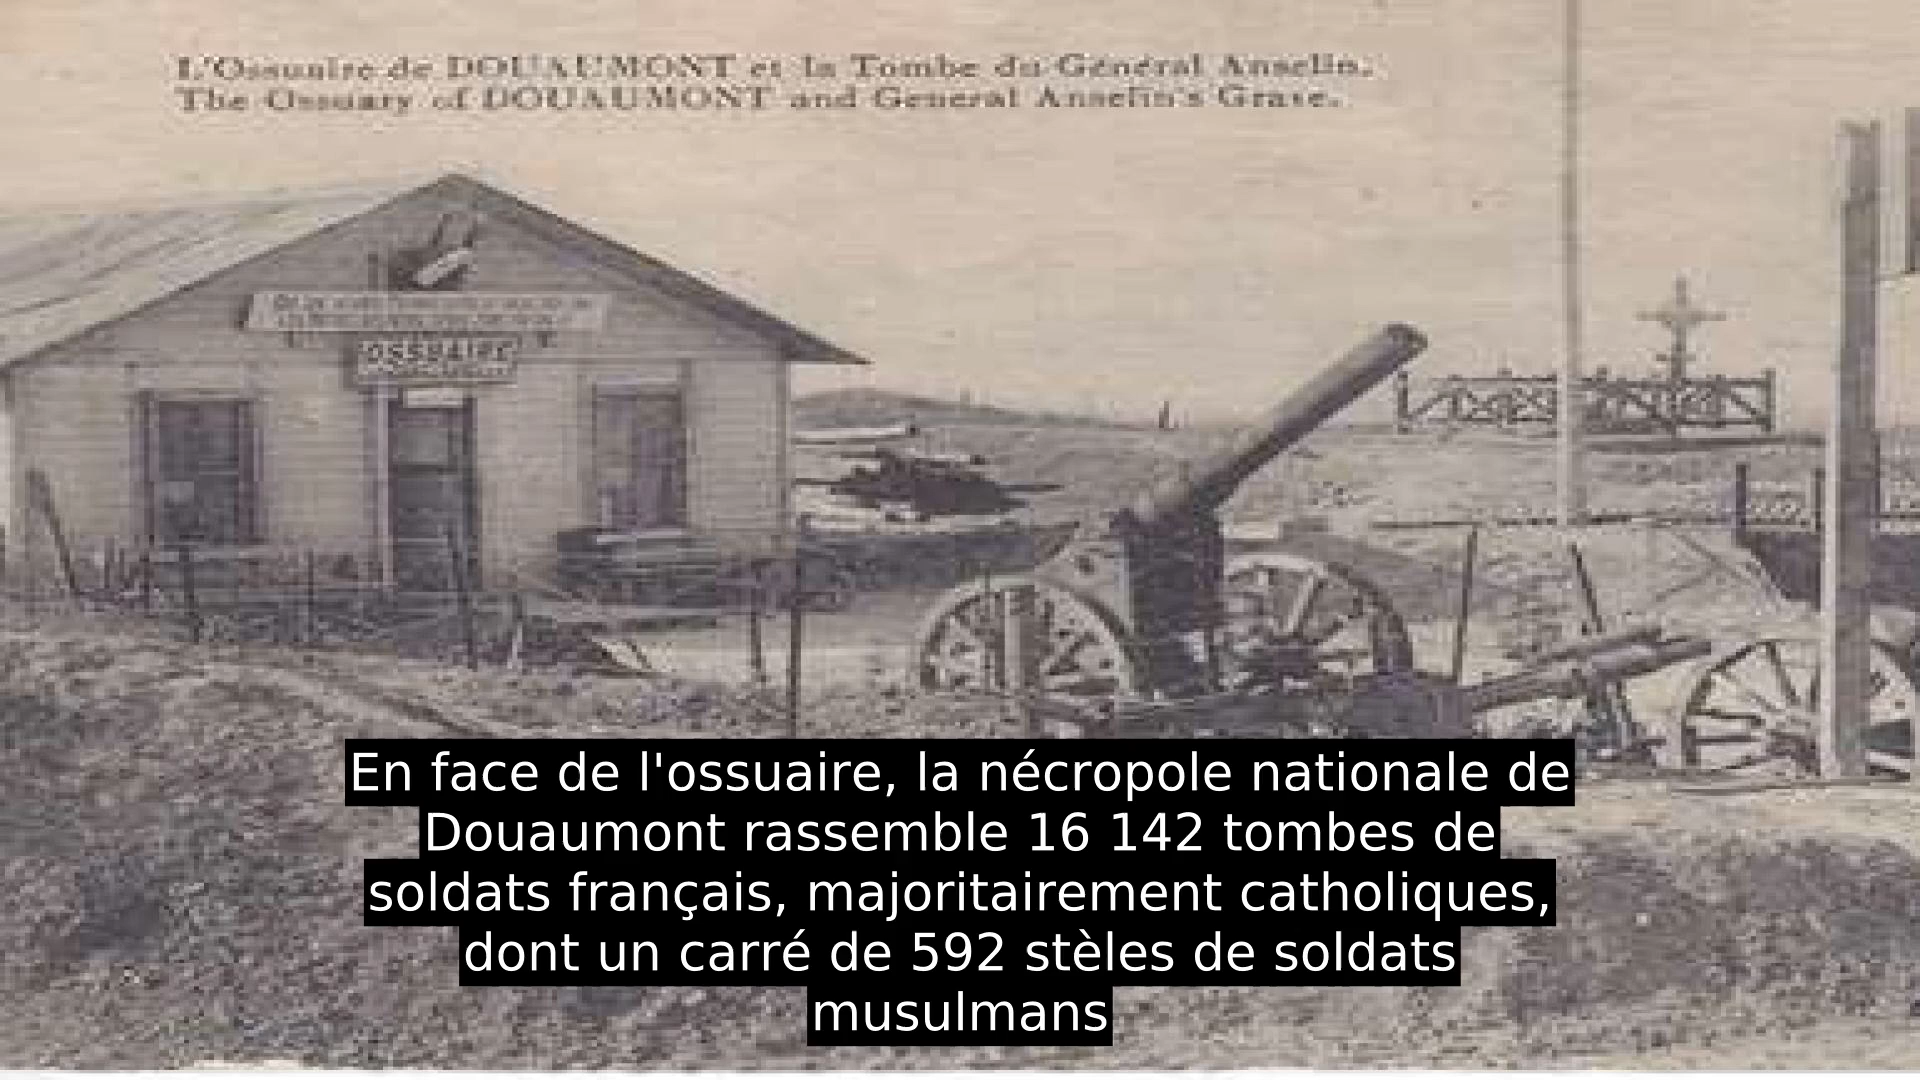 L'Ossuaire de DOUAUMONT et la Tombe du Général Anselin.
The Ossuary of DOUAUMONT and General Anselin's Grave.
OSSUAIRE
En face de l'ossuaire, la nécropole nationale de
Douaumont rassemble 16 142 tombes de
soldats français, majoritairement catholiques,
dont un carré de 592 stèles de soldats
musulmans